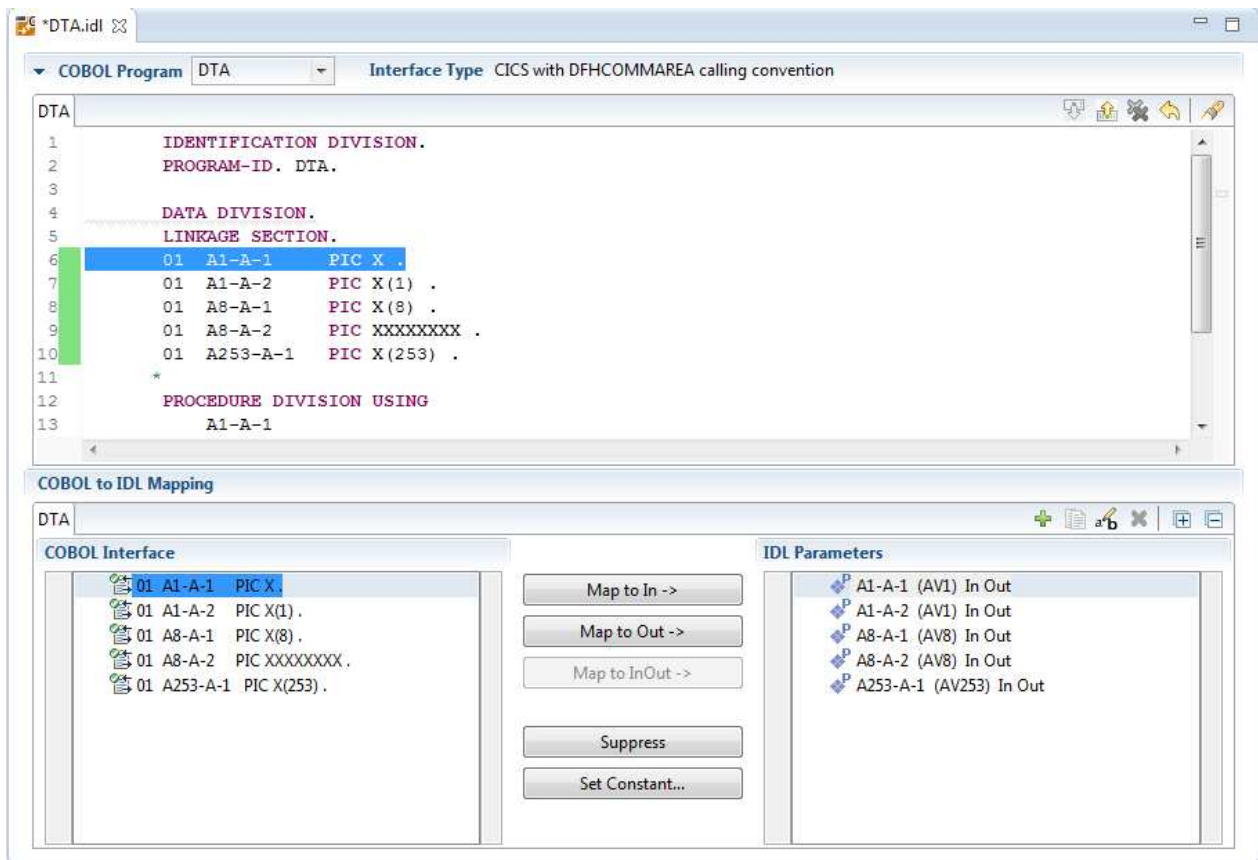 *DTA.idl
COBOL Program DTA Interface Type CICS with DFHCOMMAREA calling convention
DTA
1 IDENTIFICATION DIVISION.
2 PROGRAM-ID. DTA.
3
4 DATA DIVISION.
5 LINKAGE SECTION.
6 01 A1-A-1 PIC X .
7 01 A1-A-2 PIC X(1) .
8 01 A8-A-1 PIC X(8) .
9 01 A8-A-2 PIC XXXXXXXX .
10 01 A253-A-1 PIC X(253) .
11 *
12 PROCEDURE DIVISION USING
13 A1-A-1
COBOL to IDL Mapping
DTA
COBOL Interface
01 A1-A-1 PIC X .
01 A1-A-2 PIC X(1) .
01 A8-A-1 PIC X(8) .
01 A8-A-2 PIC XXXXXXXX .
01 A253-A-1 PIC X(253) .
Map to In ->
Map to Out ->
Map to InOut ->
Suppress
Set Constant...
IDL Parameters
A1-A-1 (AV1) In Out
A1-A-2 (AV1) In Out
A8-A-1 (AV8) In Out
A8-A-2 (AV8) In Out
A253-A-1 (AV253) In Out